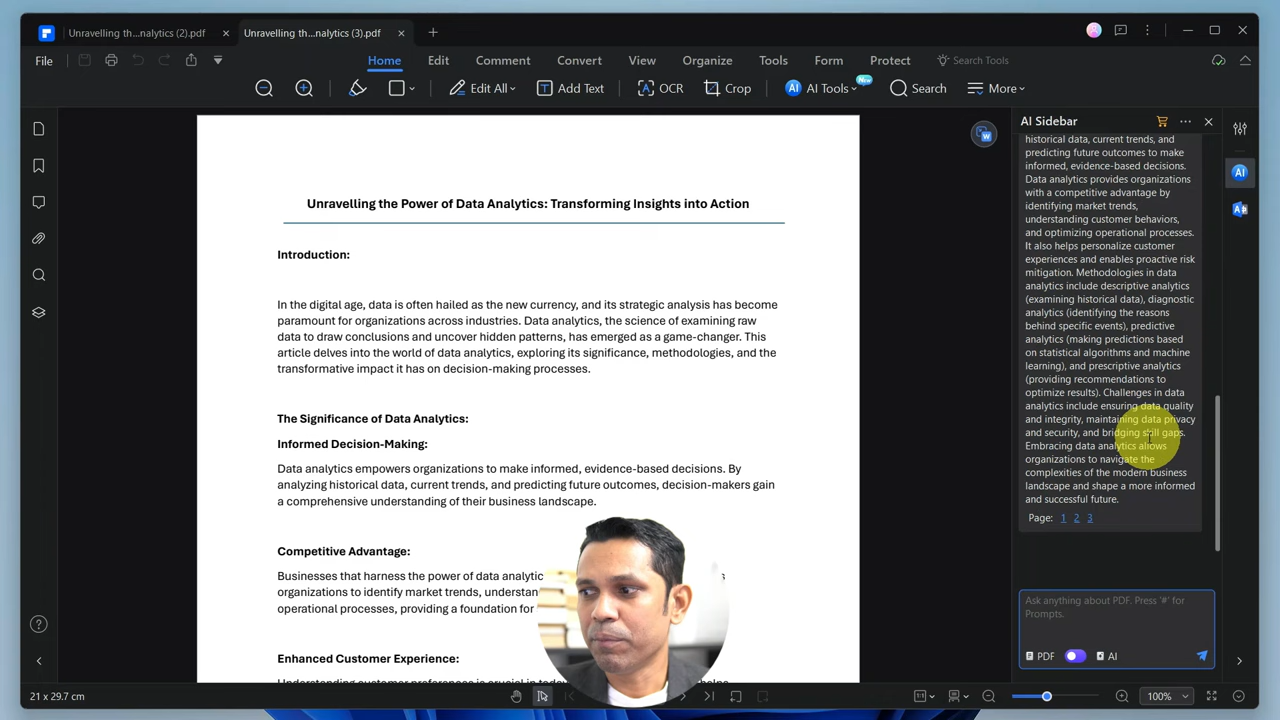 Unravelling th...nalytics (2).pdf
Unravelling th...nalytics (3).pdf
File
Home
Edit
Comment
Convert
View
Organize
Tools
Form
Protect
Search Tools
Edit All
Add Text
OCR
Crop
AI
AI Tools
New
Search
More
Unravelling the Power of Data Analytics: Transforming Insights into Action
Introduction:
In the digital age, data is often hailed as the new currency, and its strategic analysis has become
paramount for organizations across industries. Data analytics, the science of examining raw
data to draw conclusions and uncover hidden patterns, has emerged as a game-changer. This
article delves into the world of data analytics, exploring its significance, methodologies, and the
transformative impact it has on decision-making processes.
The Significance of Data Analytics:
Informed Decision-Making:
Data analytics empowers organizations to make informed, evidence-based decisions. By
analyzing historical data, current trends, and predicting future outcomes, decision-makers gain
a comprehensive understanding of their business landscape.
Competitive Advantage:
Businesses that harness the power of data analytic
organizations to identify market trends, understan
operational processes, providing a foundation for
Enhanced Customer Experience:
AI Sidebar
historical data, current trends, and
predicting future outcomes to make
informed, evidence-based decisions.
Data analytics provides organizations
with a competitive advantage by
identifying market trends,
understanding customer behaviors,
and optimizing operational processes.
It also helps personalize customer
experiences and enables proactive risk
mitigation. Methodologies in data
analytics include descriptive analytics
(examining historical data), diagnostic
analytics (identifying the reasons
behind specific events), predictive
analytics (making predictions based
on statistical algorithms and machine
learning), and prescriptive analytics
(providing recommendations to
optimize results). Challenges in data
analytics include ensuring data quality
and integrity, maintaining data privacy
and security, and bridging skill gaps.
Embracing data analytics allows
organizations to navigate the
complexities of the modern business
landscape and shape a more informed
and successful future.
Page: 1 2 3
Ask anything about PDF. Press '#' for
Prompts.
PDF
AI
AI
21 x 29.7 cm
100%